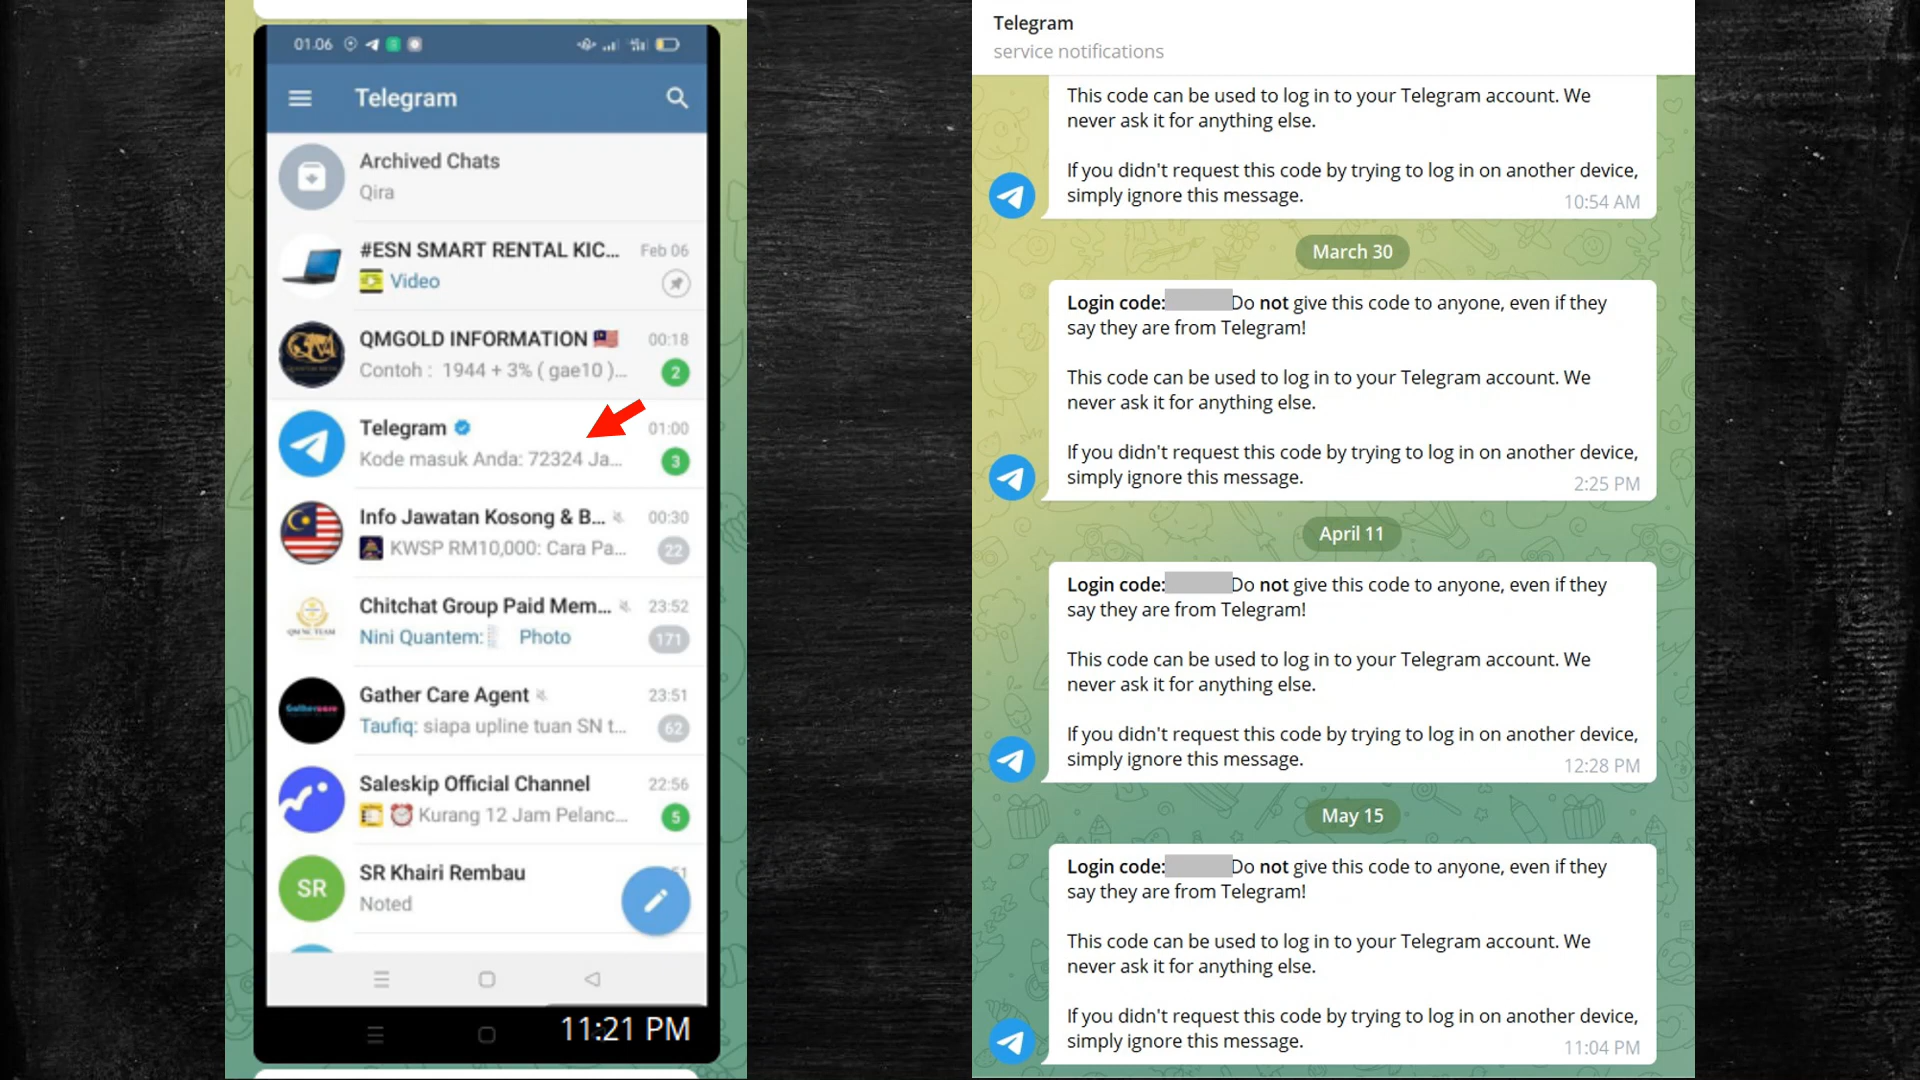 01.06
Telegram
Archived Chats
Qira
#ESN SMART RENTAL KIC... Feb 06
Video
QMGOLD INFORMATION 00:18
Contoh : 1944 + 3% ( gae10 )... 2
Telegram 01:00
Kode masuk Anda: 72324 Ja... 3
Info Jawatan Kosong & B... 00:30
KWSP RM10,000: Cara Pa... 22
Chitchat Group Paid Mem... 23:52
Nini Quantem: Photo 171
Gather Care Agent 23:51
Taufiq: siapa upline tuan SN t... 62
Saleskip Official Channel 22:56
Kurang 12 Jam Pelanc... 5
SR
SR Khairi Rembau
Noted
11:21 PM
Telegram
service notifications
This code can be used to log in to your Telegram account. We
never ask it for anything else.
If you didn't request this code by trying to log in on another device,
simply ignore this message.
10:54 AM
March 30
Login code: Do not give this code to anyone, even if they
say they are from Telegram!
This code can be used to log in to your Telegram account. We
never ask it for anything else.
If you didn't request this code by trying to log in on another device,
simply ignore this message.
2:25 PM
April 11
Login code: Do not give this code to anyone, even if they
say they are from Telegram!
This code can be used to log in to your Telegram account. We
never ask it for anything else.
If you didn't request this code by trying to log in on another device,
simply ignore this message.
12:28 PM
May 15
Login code: Do not give this code to anyone, even if they
say they are from Telegram!
This code can be used to log in to your Telegram account. We
never ask it for anything else.
If you didn't request this code by trying to log in on another device,
simply ignore this message.
11:04 PM